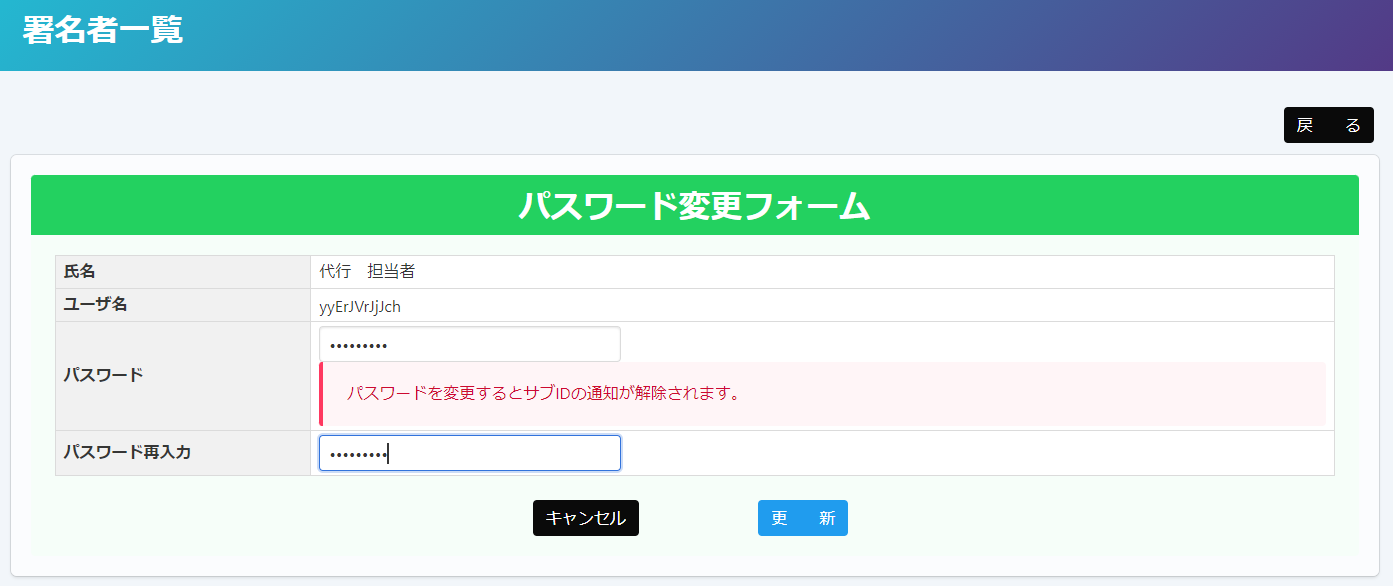 署名者一覧
戻　る
パスワード変更フォーム
氏名 代行　担当者
ユーザ名 yyErJVrJjJch
パスワード •••••••••
パスワードを変更するとサブIDの通知が解除されます。
パスワード再入力 •••••••••
キャンセル 更　新